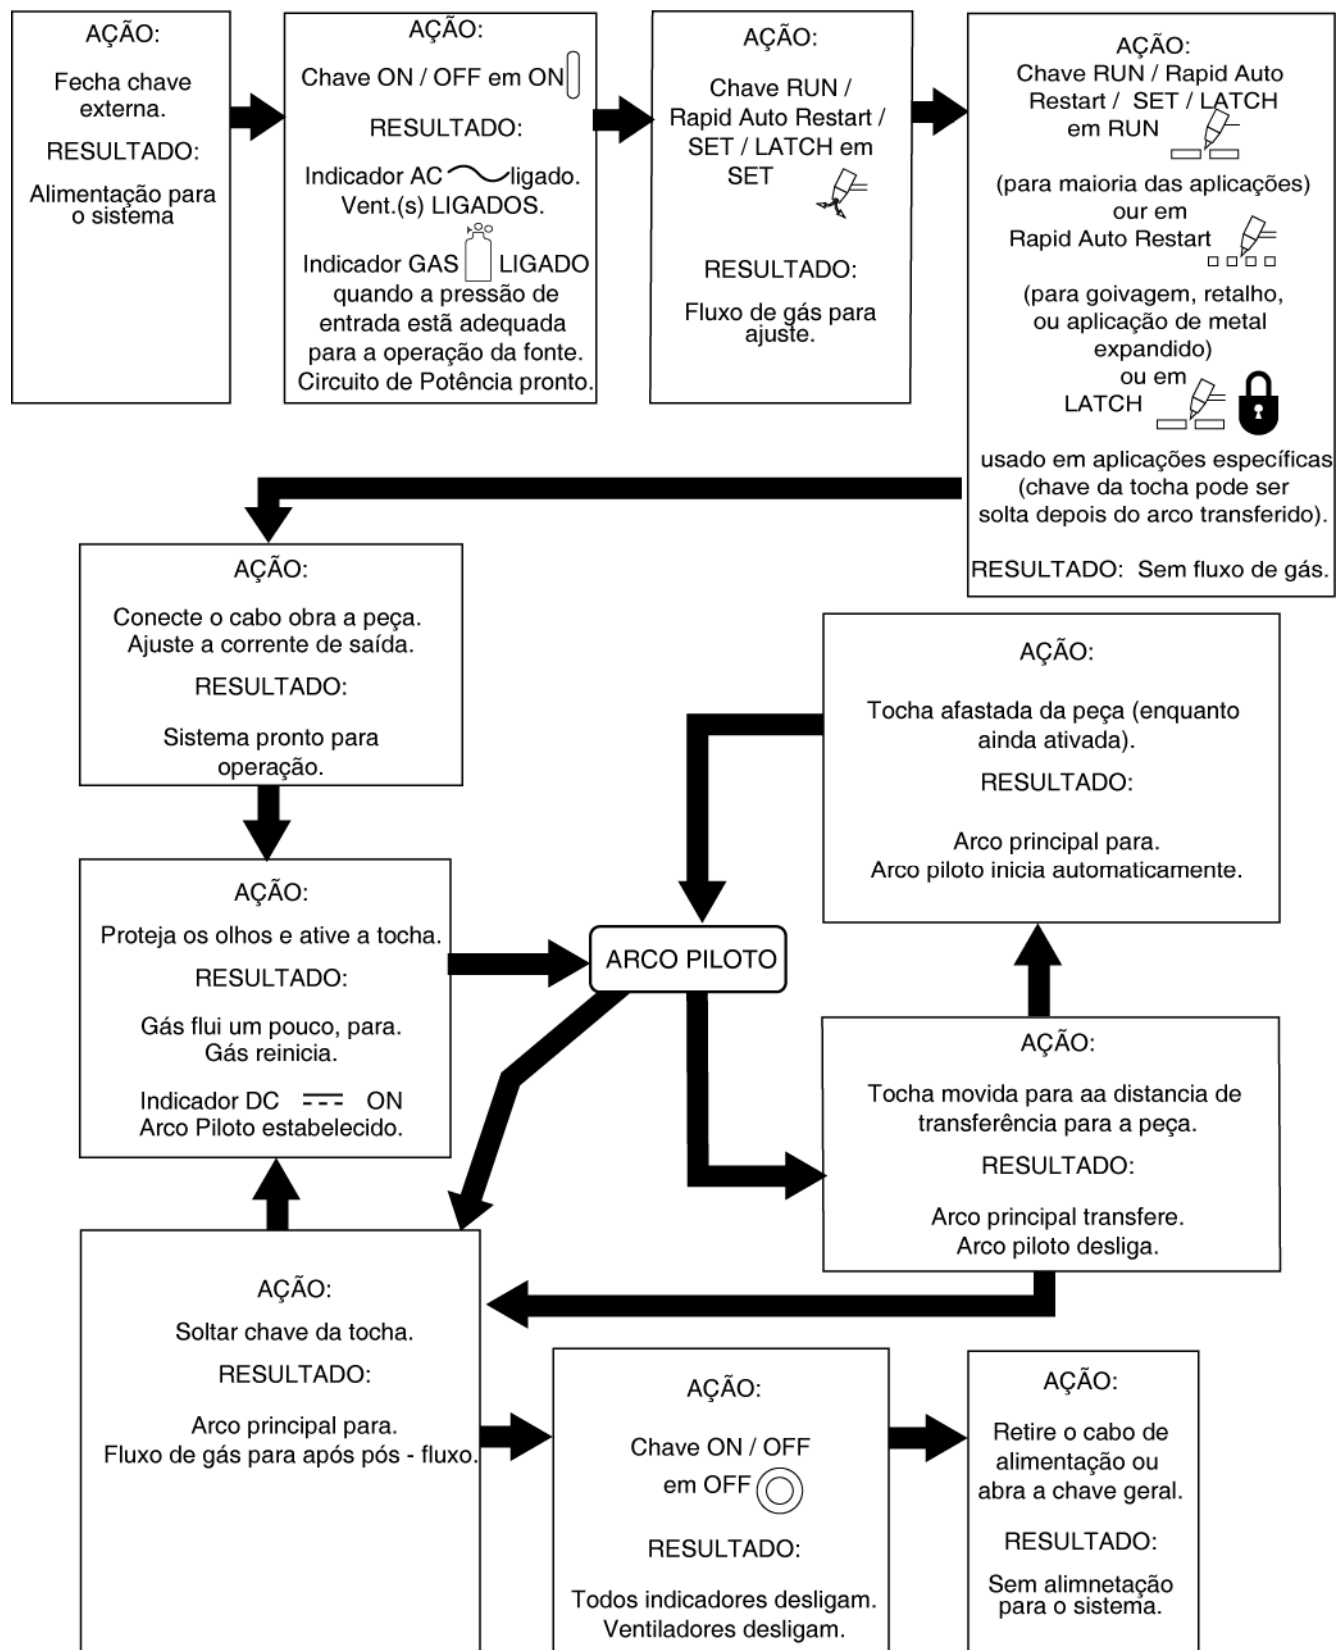 AÇÃO:
Fecha chave
externa.
RESULTADO:
Alimentação para
o sistema
AÇÃO:
Chave ON / OFF em ON
RESULTADO:
Indicador AC ligado.
Vent.(s) LIGADOS.
Indicador GAS LIGADO
quando a pressão de
entrada estã adequada
para a operação da fonte.
Circuito de Potência pronto.
AÇÃO:
Chave RUN /
Rapid Auto Restart /
SET / LATCH em
SET
RESULTADO:
Fluxo de gás para
ajuste.
AÇÃO:
Chave RUN / Rapid Auto
Restart / SET / LATCH
em RUN
(para maioria das aplicações)
our em
Rapid Auto Restart
(para goivagem, retalho,
ou aplicação de metal
expandido)
ou em
LATCH
usado em aplicações específicas
(chave da tocha pode ser
solta depois do arco transferido).
RESULTADO: Sem fluxo de gás.
AÇÃO:
Conecte o cabo obra a peça.
Ajuste a corrente de saída.
RESULTADO:
Sistema pronto para
operação.
AÇÃO:
Proteja os olhos e ative a tocha.
RESULTADO:
Gás flui um pouco, para.
Gás reinicia.
Indicador DC ON
Arco Piloto estabelecido.
ARCO PILOTO
AÇÃO:
Tocha afastada da peça (enquanto
ainda ativada).
RESULTADO:
Arco principal para.
Arco piloto inicia automaticamente.
AÇÃO:
Tocha movida para aa distancia de
transferência para a peça.
RESULTADO:
Arco principal transfere.
Arco piloto desliga.
AÇÃO:
Soltar chave da tocha.
RESULTADO:
Arco principal para.
Fluxo de gás para após pós - fluxo.
AÇÃO:
Chave ON / OFF
em OFF
RESULTADO:
Todos indicadores desligam.
Ventiladores desligam.
AÇÃO:
Retire o cabo de
alimentação ou
abra a chave geral.
RESULTADO:
Sem alimnetação
para o sistema.